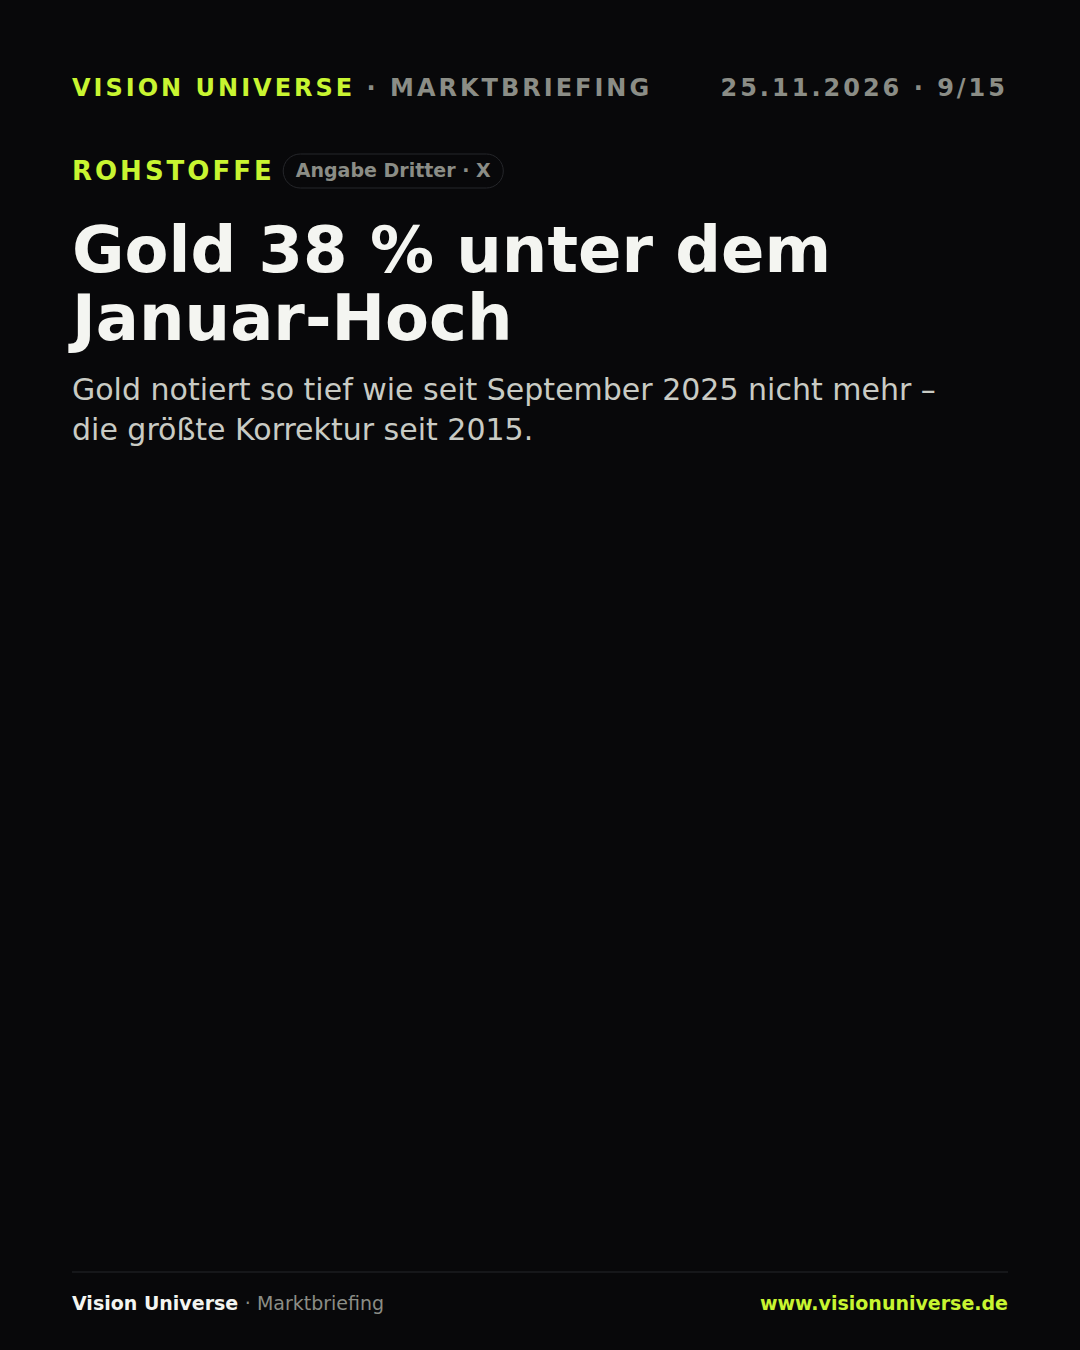 VISION UNIVERSE · MARKTBRIEFING 25.11.2026 · 9/15
ROHSTOFFE Angabe Dritter · X
Gold 38 % unter dem
Januar-Hoch
Gold notiert so tief wie seit September 2025 nicht mehr –
die größte Korrektur seit 2015.
Vision Universe · Marktbriefing www.visionuniverse.de